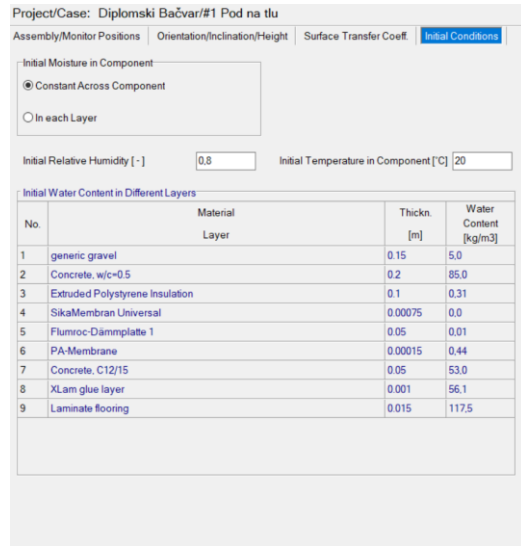 Project/Case: Diplomski Bačvar/#1 Pod na tlu
Assembly/Monitor Positions Orientation/Inclination/Height Surface Transfer Coeff. Initial Conditions
Initial Moisture in Component
Constant Across Component
In each Layer
Initial Relative Humidity [ - ] 0,8 Initial Temperature in Component [°C] 20
Initial Water Content in Different Layers
No. Material Layer Thickn. [m] Water Content [kg/m3]
1 generic gravel 0.15 5,0
2 Concrete, w/c=0.5 0.2 85,0
3 Extruded Polystyrene Insulation 0.1 0,31
4 SikaMembran Universal 0.00075 0,0
5 Flumroc-Dämmplatte 1 0.05 0,01
6 PA-Membrane 0.00015 0,44
7 Concrete, C12/15 0.05 53,0
8 XLam glue layer 0.001 56,1
9 Laminate flooring 0.015 117,5